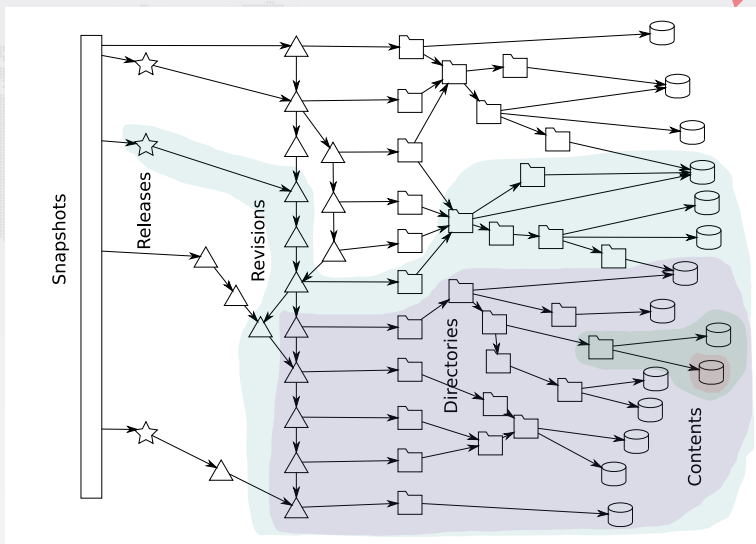 Snapshots
Releases
Revisions
Directories
Contents